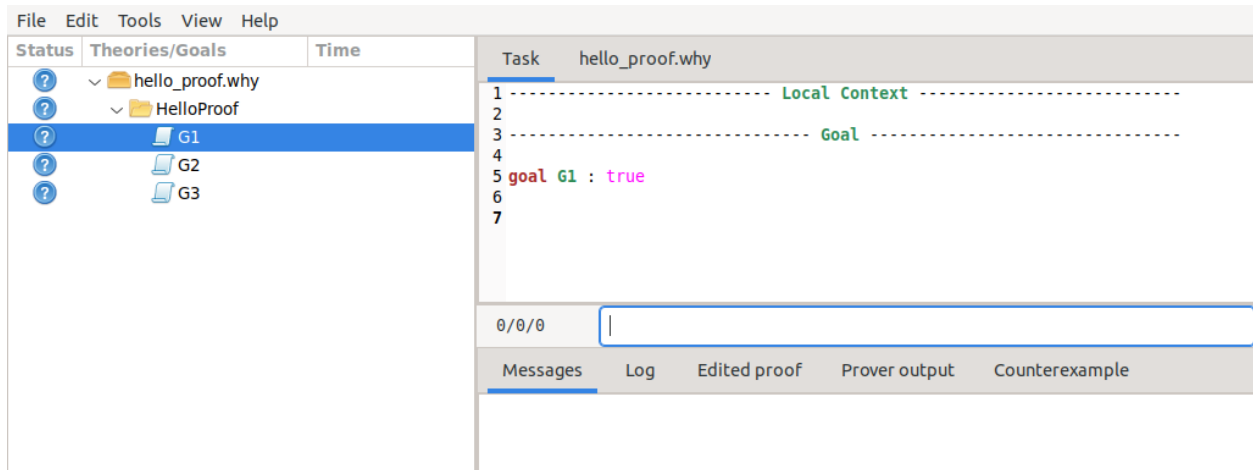 File Edit Tools View Help
Status Theories/Goals Time
hello_proof.why
HelloProof
G1
G2
G3
Task hello_proof.why
1 --------------------------- Local Context ---------------------------
2
3 ------------------------------- Goal --------------------------------
4
5 goal G1 : true
6
7
0/0/0
Messages Log Edited proof Prover output Counterexample